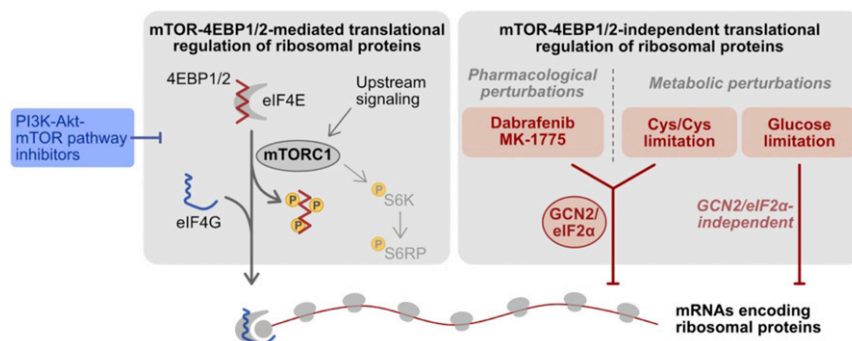 mTOR-4EBP1/2-mediated translational
regulation of ribosomal proteins
4EBP1/2
eIF4E
Upstream
signaling
PI3K-Akt-
mTOR pathway
inhibitors
mTORC1
eIF4G
P
P
P
P
S6K
P
S6RP
mTOR-4EBP1/2-independent translational
regulation of ribosomal proteins
Pharmacological
perturbations
Metabolic perturbations
Dabrafenib
MK-1775
Cys/Cys
limitation
Glucose
limitation
GCN2/
eIF2α
GCN2/eIF2α-
independent
mRNAs encoding
ribosomal proteins